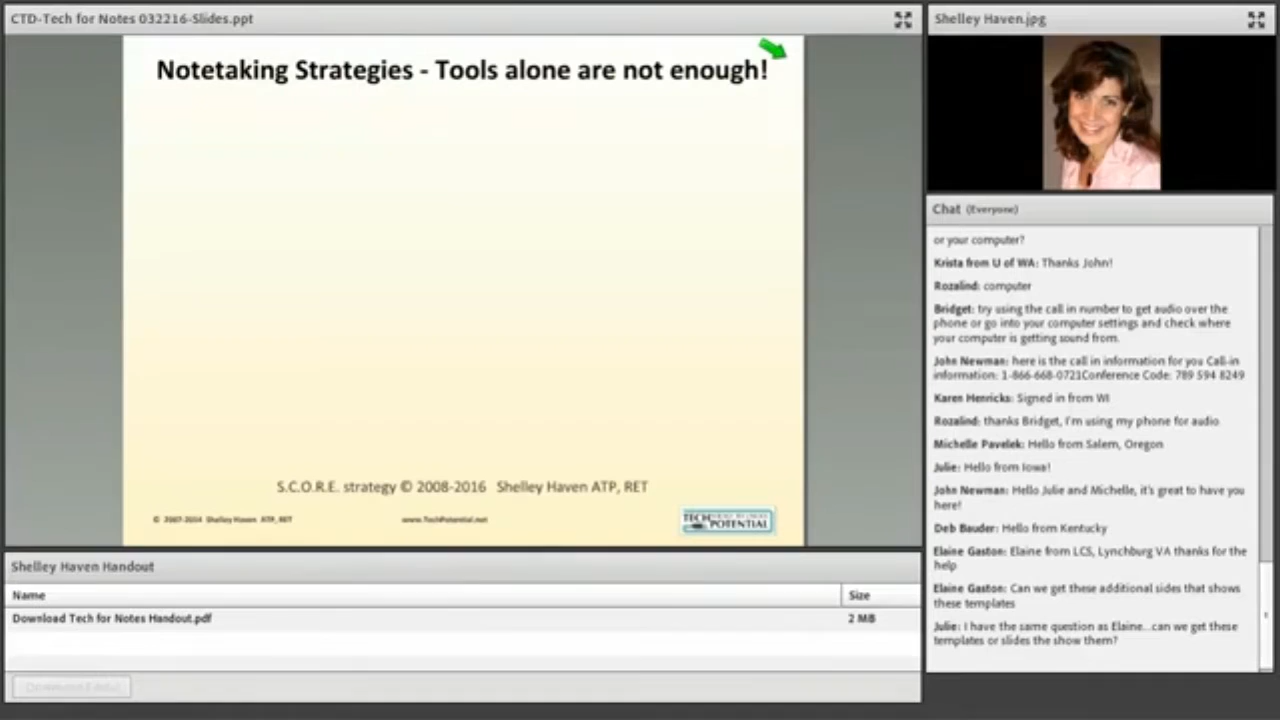 CTD-Tech for Notes 032216-Slides.ppt
Notetaking Strategies - Tools alone are not enough!
S.C.O.R.E. strategy © 2008-2016 Shelley Haven ATP, RET
© 2007-2014 Shelley Haven ATP, RET
www.TechPotential.net
TECH
POTENTIAL
Shelley Haven Handout
Name
Size
Download Tech for Notes Handout.pdf
2 MB
Shelley Haven.jpg
Chat (Everyone)
or your computer?
Krista from U of WA: Thanks John!
Rozalind: computer
Bridget: try using the call in number to get audio over the
phone or go into your computer settings and check where
your computer is getting sound from.
John Newman: here is the call in information for you Call-in
information: 1-866-668-0721Conference Code: 789 594 8249
Karen Henricks: Signed in from WI
Rozalind: thanks Bridget, I'm using my phone for audio
Michelle Pavelek: Hello from Salem, Oregon
Julie: Hello from Iowa!
John Newman: Hello Julie and Michelle, it's great to have you
here!
Deb Bauder: Hello from Kentucky
Elaine Gaston: Elaine from LCS, Lynchburg VA thanks for the
help
Elaine Gaston: Can we get these additional sides that shows
these templates
Julie: I have the same question as Elaine...can we get these
templates or slides the show them?